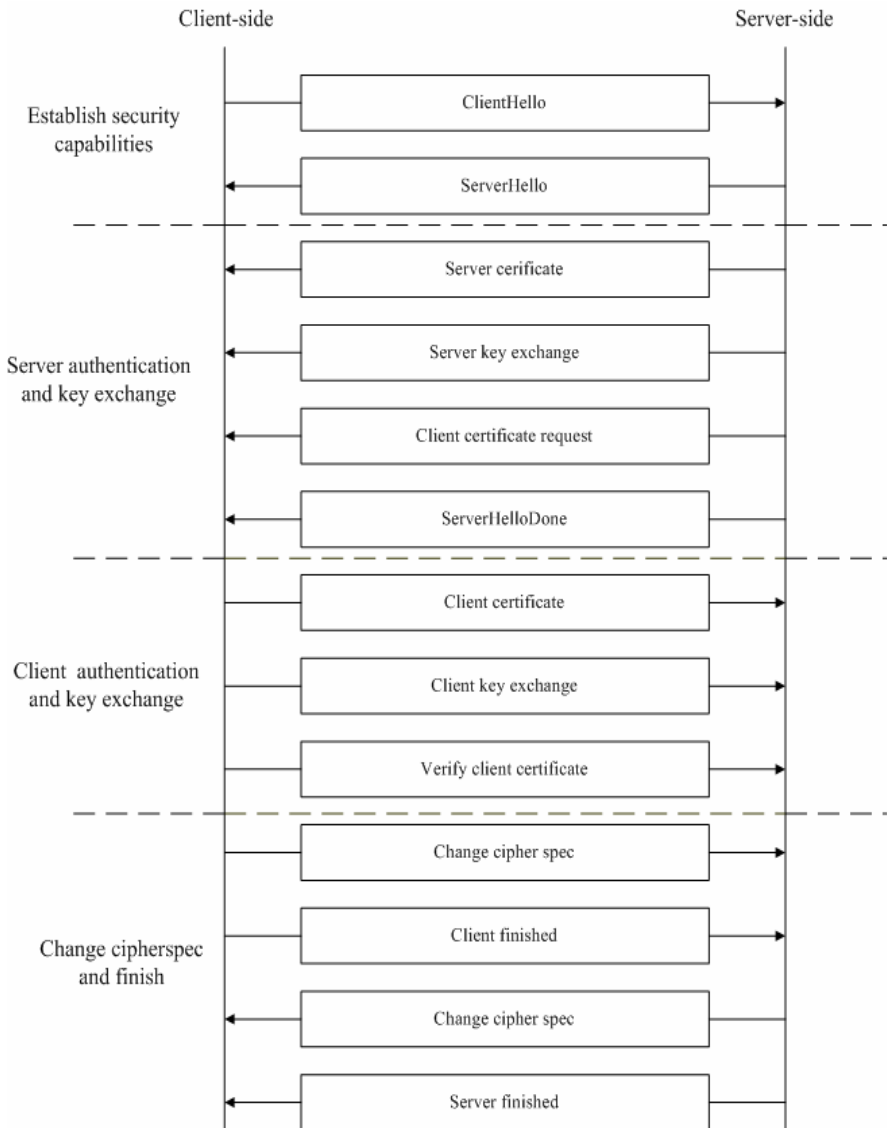 Client-side
Server-side
Establish security
capabilities
ClientHello
ServerHello
Server authentication
and key exchange
Server cerificate
Server key exchange
Client certificate request
ServerHelloDone
Client authentication
and key exchange
Client certificate
Client key exchange
Verify client certificate
Change cipherspec
and finish
Change cipher spec
Client finished
Change cipher spec
Server finished